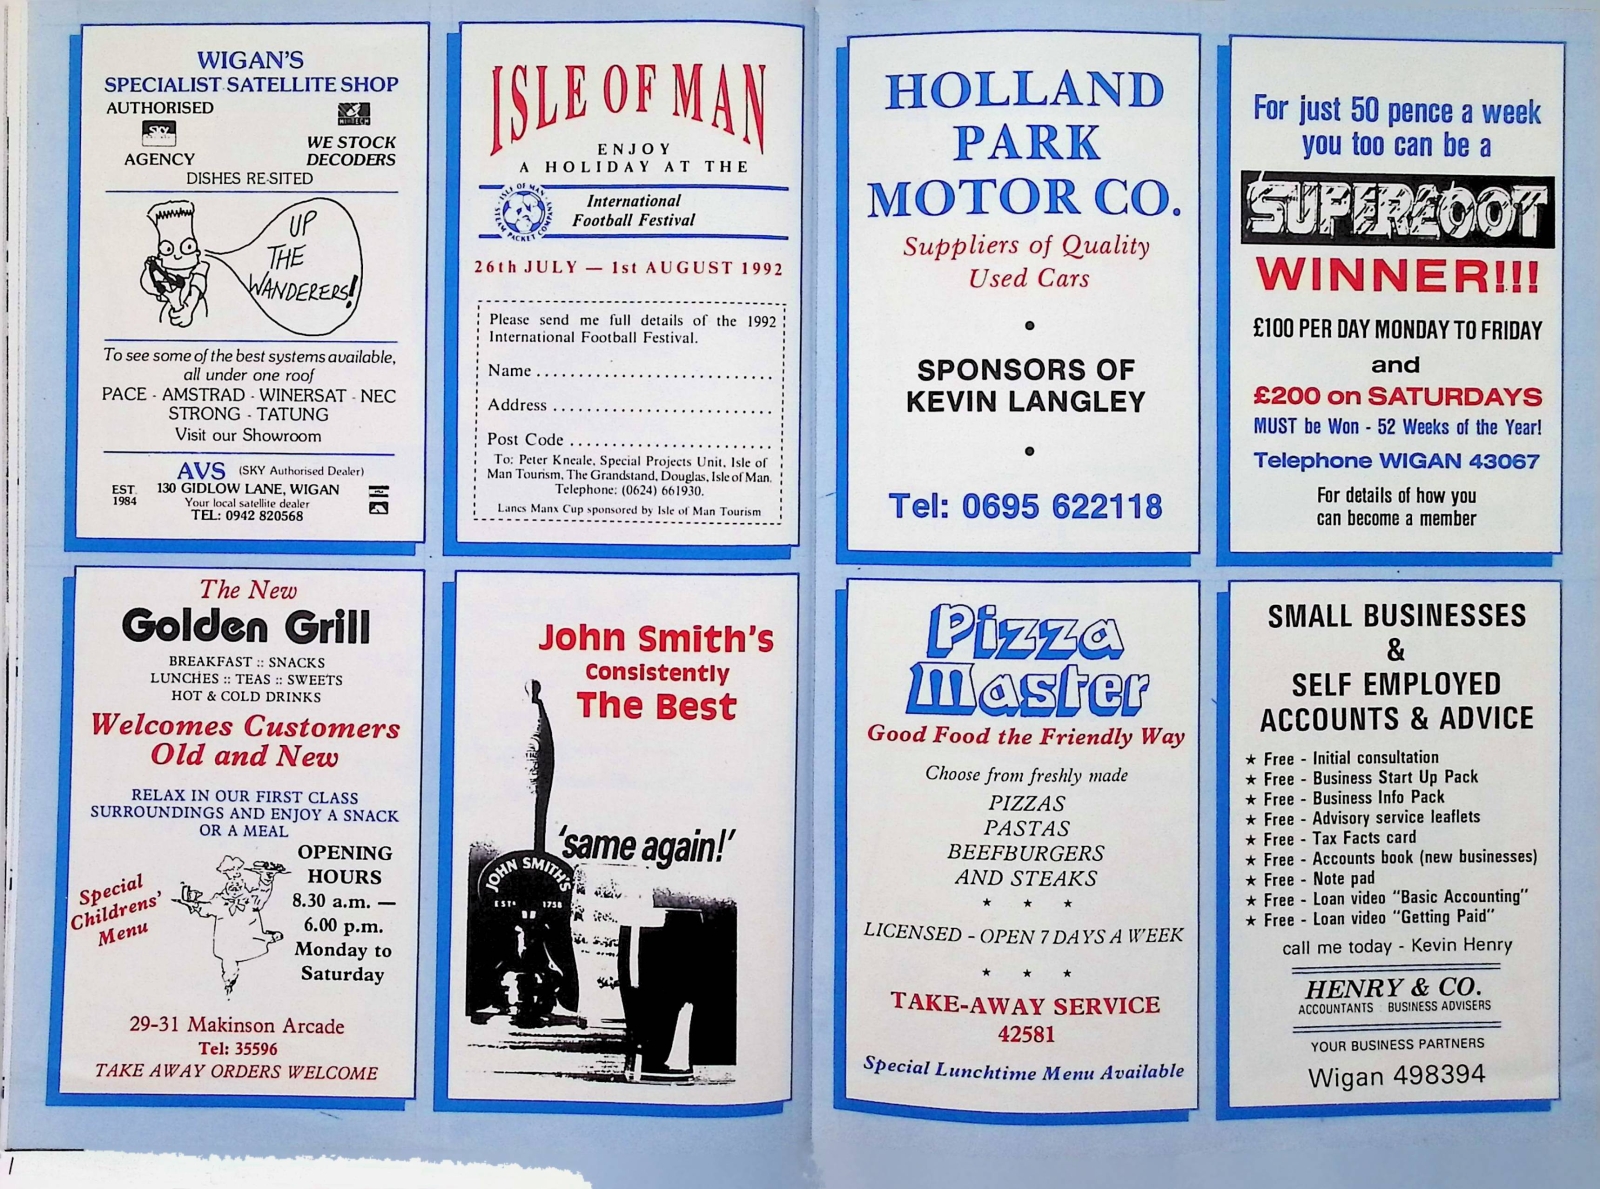 WIGAN'S
SPECIALIST SATELLITE SHOP
AUTHORISED
SKY
AGENCY
WE STOCK
DECODERS
DISHES RE-SITED
UP
THE
WANDERERS!
To see some of the best systems available,
all under one roof
PACE - AMSTRAD - WINERSAT - NEC
STRONG - TATUNG
Visit our Showroom
AVS (SKY Authorised Dealer)
EST. 1984
130 GIDLOW LANE, WIGAN
Your local satellite dealer
TEL: 0942 820568
ISLE OF MAN
ENJOY
A HOLIDAY AT THE
ISLE OF MAN
STEAM PACKET COMPANY
International
Football Festival
26th JULY — 1st AUGUST 1992
Please send me full details of the 1992
International Football Festival.
Name ..............................
Address ............................
Post Code ..........................
To: Peter Kneale, Special Projects Unit, Isle of
Man Tourism, The Grandstand, Douglas, Isle of Man.
Telephone: (0624) 661930.
Lancs Manx Cup sponsored by Isle of Man Tourism
HOLLAND
PARK
MOTOR CO.
Suppliers of Quality
Used Cars
•
SPONSORS OF
KEVIN LANGLEY
•
Tel: 0695 622118
For just 50 pence a week
you too can be a
SUPERCOOT
WINNER!!!
£100 PER DAY MONDAY TO FRIDAY
and
£200 on SATURDAYS
MUST be Won - 52 Weeks of the Year!
Telephone WIGAN 43067
For details of how you
can become a member
The New
Golden Grill
BREAKFAST :: SNACKS
LUNCHES :: TEAS :: SWEETS
HOT & COLD DRINKS
Welcomes Customers
Old and New
RELAX IN OUR FIRST CLASS
SURROUNDINGS AND ENJOY A SNACK
OR A MEAL
Special
Childrens'
Menu
OPENING
HOURS
8.30 a.m. —
6.00 p.m.
Monday to
Saturday
29-31 Makinson Arcade
Tel: 35596
TAKE AWAY ORDERS WELCOME
John Smith's
Consistently
The Best
'same again!'
JOHN SMITH'S
ESTD 1758
Pizza
Master
Good Food the Friendly Way
Choose from freshly made
PIZZAS
PASTAS
BEEFBURGERS
AND STEAKS
★ ★ ★
LICENSED - OPEN 7 DAYS A WEEK
★ ★ ★
TAKE-AWAY SERVICE
42581
Special Lunchtime Menu Available
SMALL BUSINESSES
&
SELF EMPLOYED
ACCOUNTS & ADVICE
★ Free - Initial consultation
★ Free - Business Start Up Pack
★ Free - Business Info Pack
★ Free - Advisory service leaflets
★ Free - Tax Facts card
★ Free - Accounts book (new businesses)
★ Free - Note pad
★ Free - Loan video "Basic Accounting"
★ Free - Loan video "Getting Paid"
call me today - Kevin Henry
HENRY & CO.
ACCOUNTANTS BUSINESS ADVISERS
YOUR BUSINESS PARTNERS
Wigan 498394